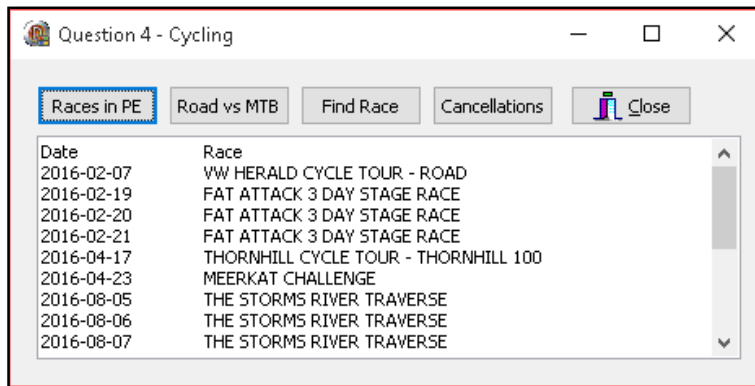 Question 4 - Cycling
Races in PE Road vs MTB Find Race Cancellations Close
Date Race
2016-02-07 VW HERALD CYCLE TOUR - ROAD
2016-02-19 FAT ATTACK 3 DAY STAGE RACE
2016-02-20 FAT ATTACK 3 DAY STAGE RACE
2016-02-21 FAT ATTACK 3 DAY STAGE RACE
2016-04-17 THORNHILL CYCLE TOUR - THORNHILL 100
2016-04-23 MEERKAT CHALLENGE
2016-08-05 THE STORMS RIVER TRAVERSE
2016-08-06 THE STORMS RIVER TRAVERSE
2016-08-07 THE STORMS RIVER TRAVERSE